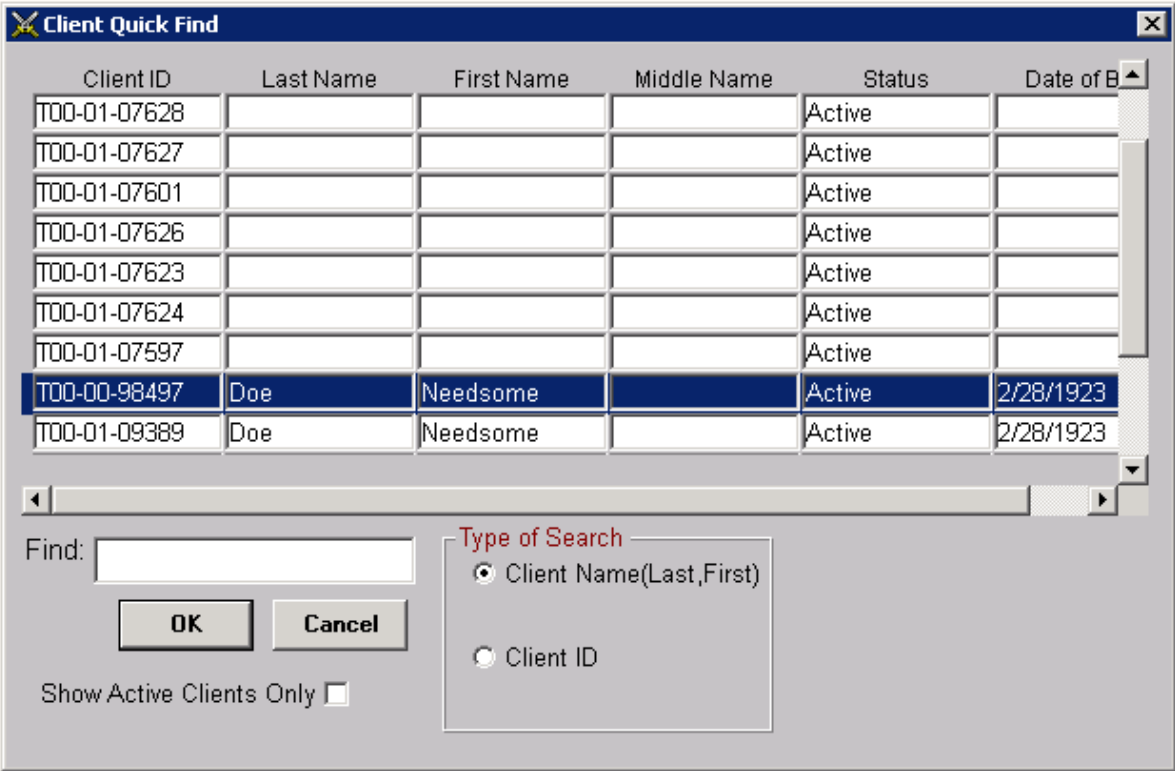 Client Quick Find
Client ID Last Name First Name Middle Name Status Date of B
T00-01-07628 Active
T00-01-07627 Active
T00-01-07601 Active
T00-01-07626 Active
T00-01-07623 Active
T00-01-07624 Active
T00-01-07597 Active
T00-00-98497 Doe Needsome Active 2/28/1923
T00-01-09389 Doe Needsome Active 2/28/1923
Find:
Type of Search
Client Name(Last,First)
OK Cancel
Client ID
Show Active Clients Only